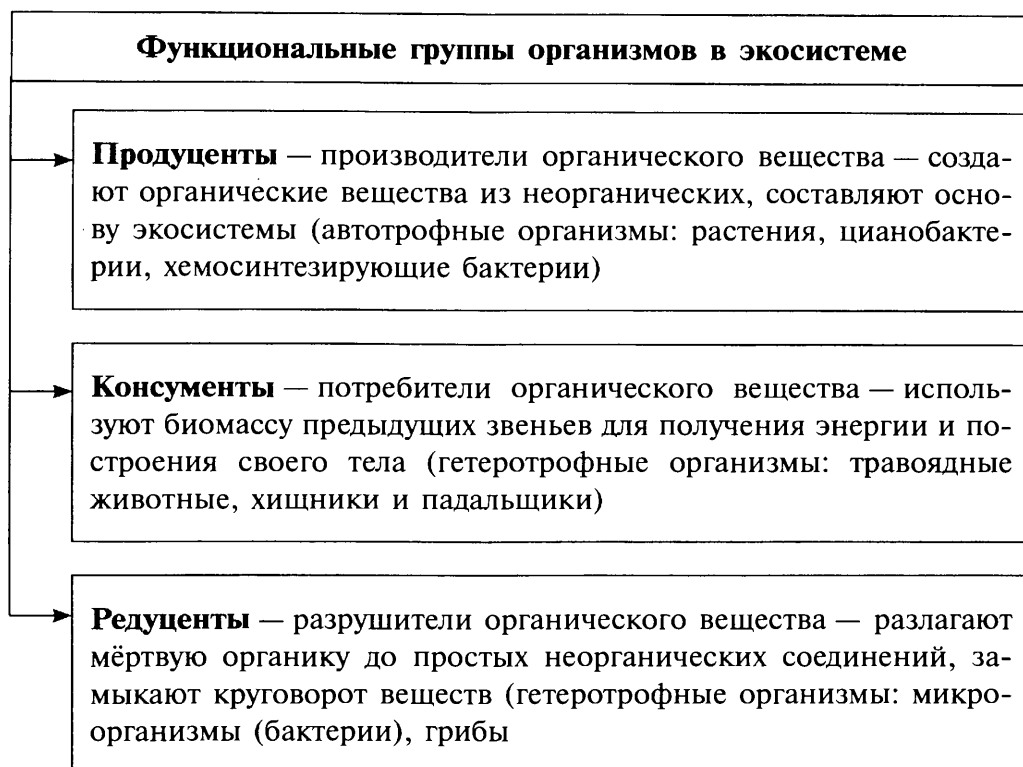 Функциональные группы организмов в экосистеме
Продуценты — производители органического вещества — созда-
ют органические вещества из неорганических, составляют осно-
ву экосистемы (автотрофные организмы: растения, цианобакте-
рии, хемосинтезирующие бактерии)
Консументы — потребители органического вещества — исполь-
зуют биомассу предыдущих звеньев для получения энергии и по-
строения своего тела (гетеротрофные организмы: травоядные
животные, хищники и падальщики)
Редуценты — разрушители органического вещества — разлагают
мёртвую органику до простых неорганических соединений, за-
мыкают круговорот веществ (гетеротрофные организмы: микро-
организмы (бактерии), грибы